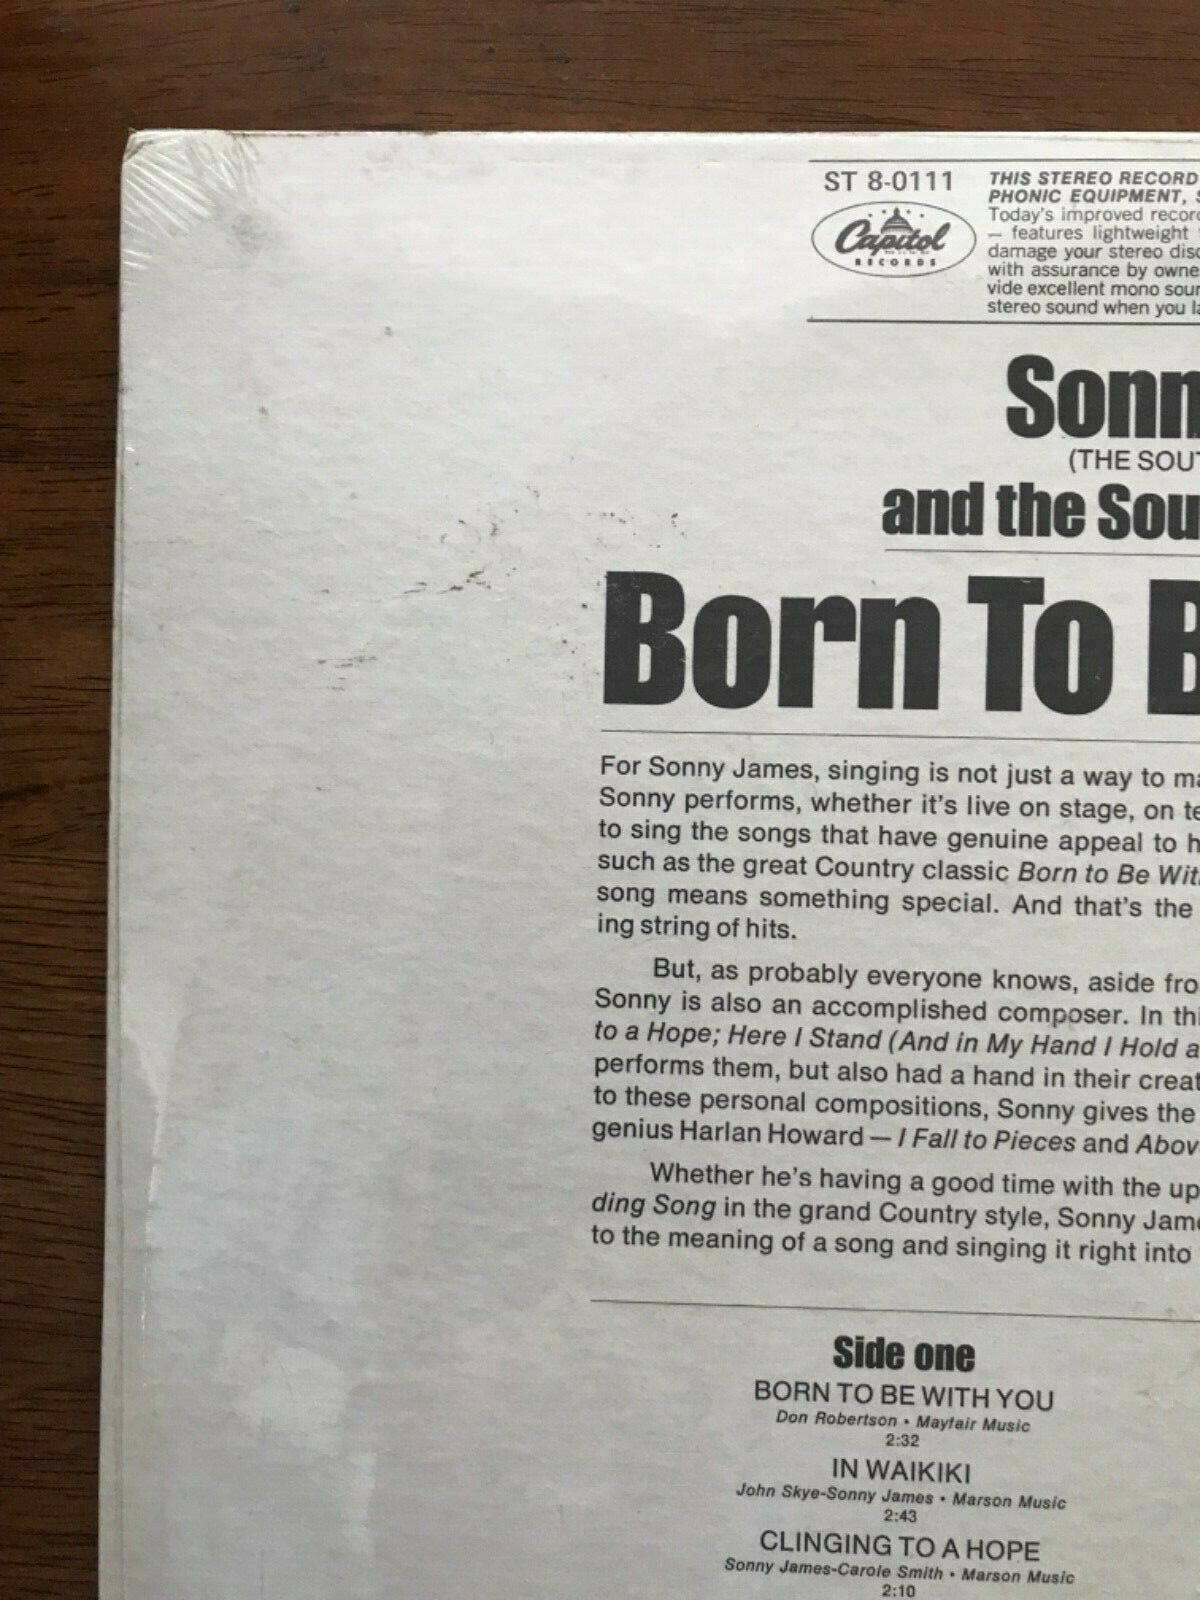 ST 8-0111
Capitol
RECORDS
THIS STEREO RECORD
PHONIC EQUIPMENT,
Today's improved recor
— features lightweight
damage your stereo disc
with assurance by owne
vide excellent mono soun
stereo sound when you la
Sonn
(THE SOUT
and the Sou
Born To B
For Sonny James, singing is not just a way to ma
Sonny performs, whether it's live on stage, on te
to sing the songs that have genuine appeal to h
such as the great Country classic Born to Be With
song means something special. And that's the
ing string of hits.
But, as probably everyone knows, aside fro
Sonny is also an accomplished composer. In thi
to a Hope; Here I Stand (And in My Hand I Hold a
performs them, but also had a hand in their creat
to these personal compositions, Sonny gives the
genius Harlan Howard — I Fall to Pieces and Abov
Whether he's having a good time with the up
ding Song in the grand Country style, Sonny Jame
to the meaning of a song and singing it right into
Side one
BORN TO BE WITH YOU
Don Robertson • Mayfair Music
2:32
IN WAIKIKI
John Skye-Sonny James • Marson Music
2:43
CLINGING TO A HOPE
Sonny James-Carole Smith • Marson Music
2:10